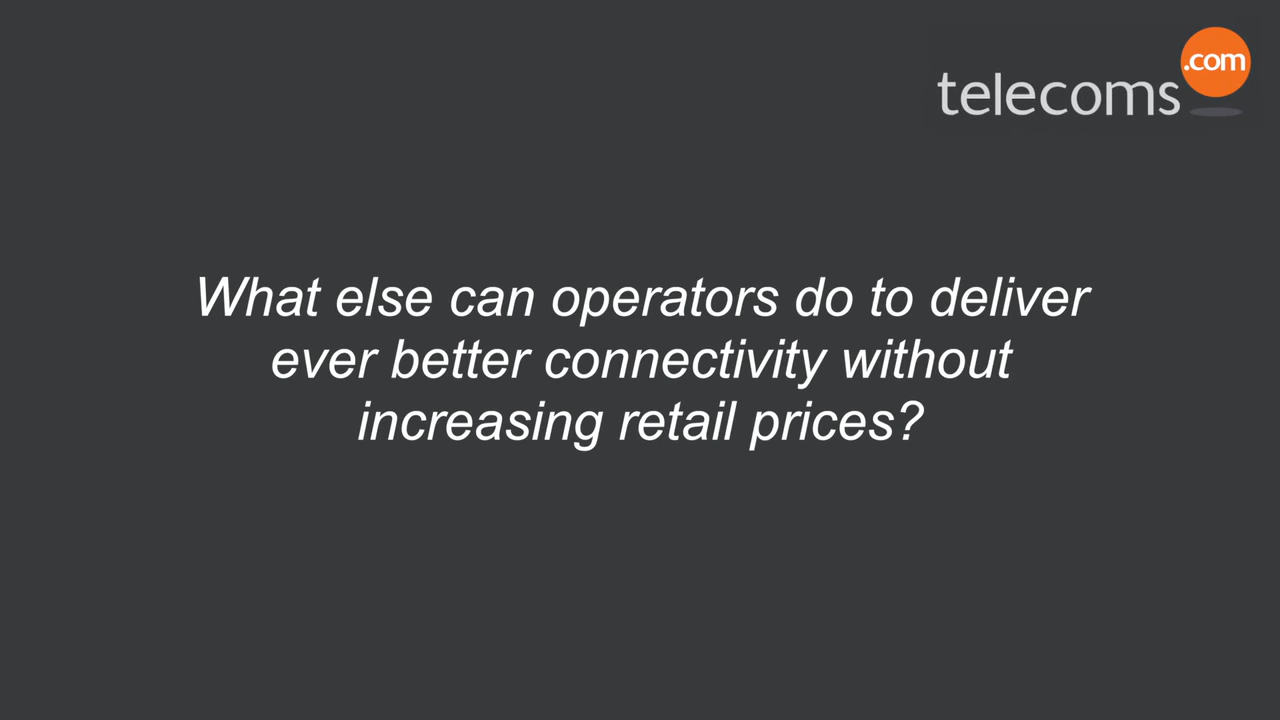 .com
telecoms
What else can operators do to deliver
ever better connectivity without
increasing retail prices?